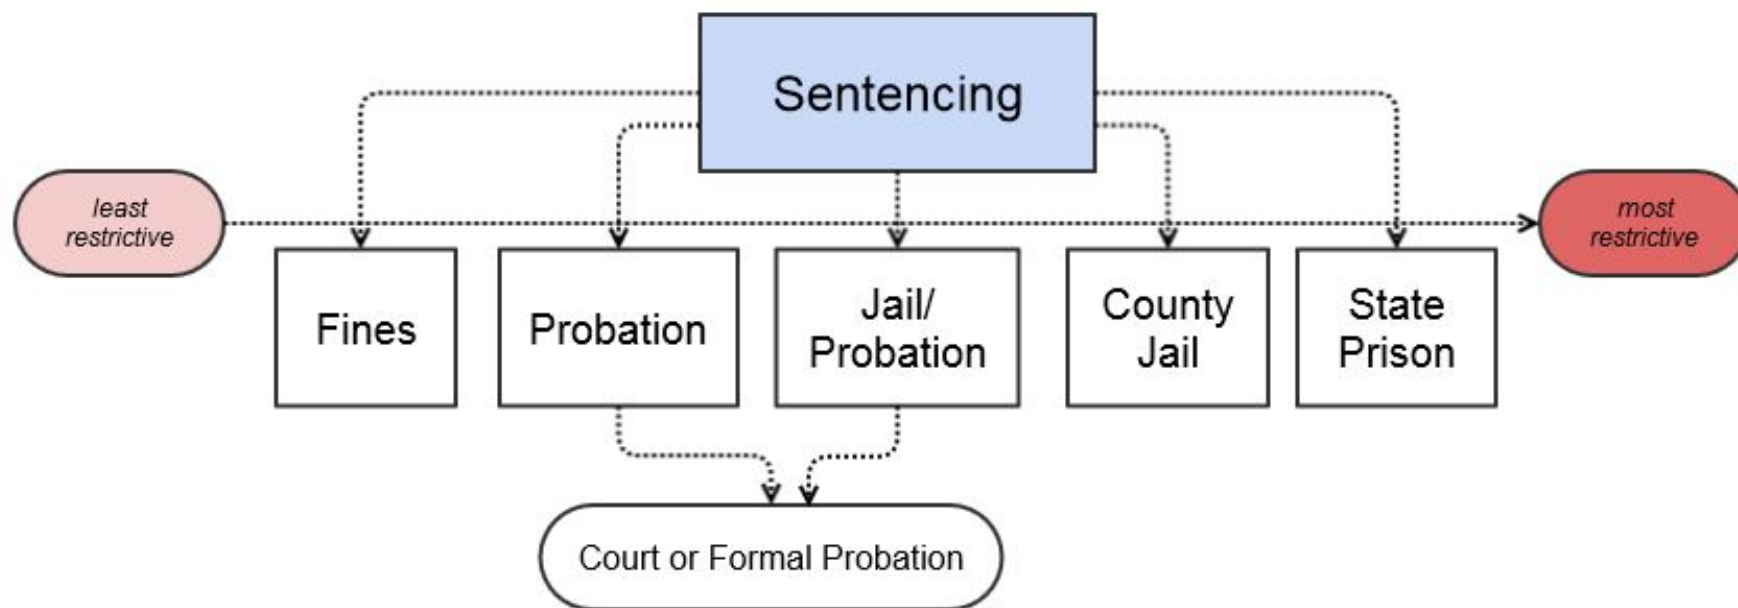 Sentencing
least
restrictive
most
restrictive
Fines
Probation
Jail/
Probation
County
Jail
State
Prison
Court or Formal Probation